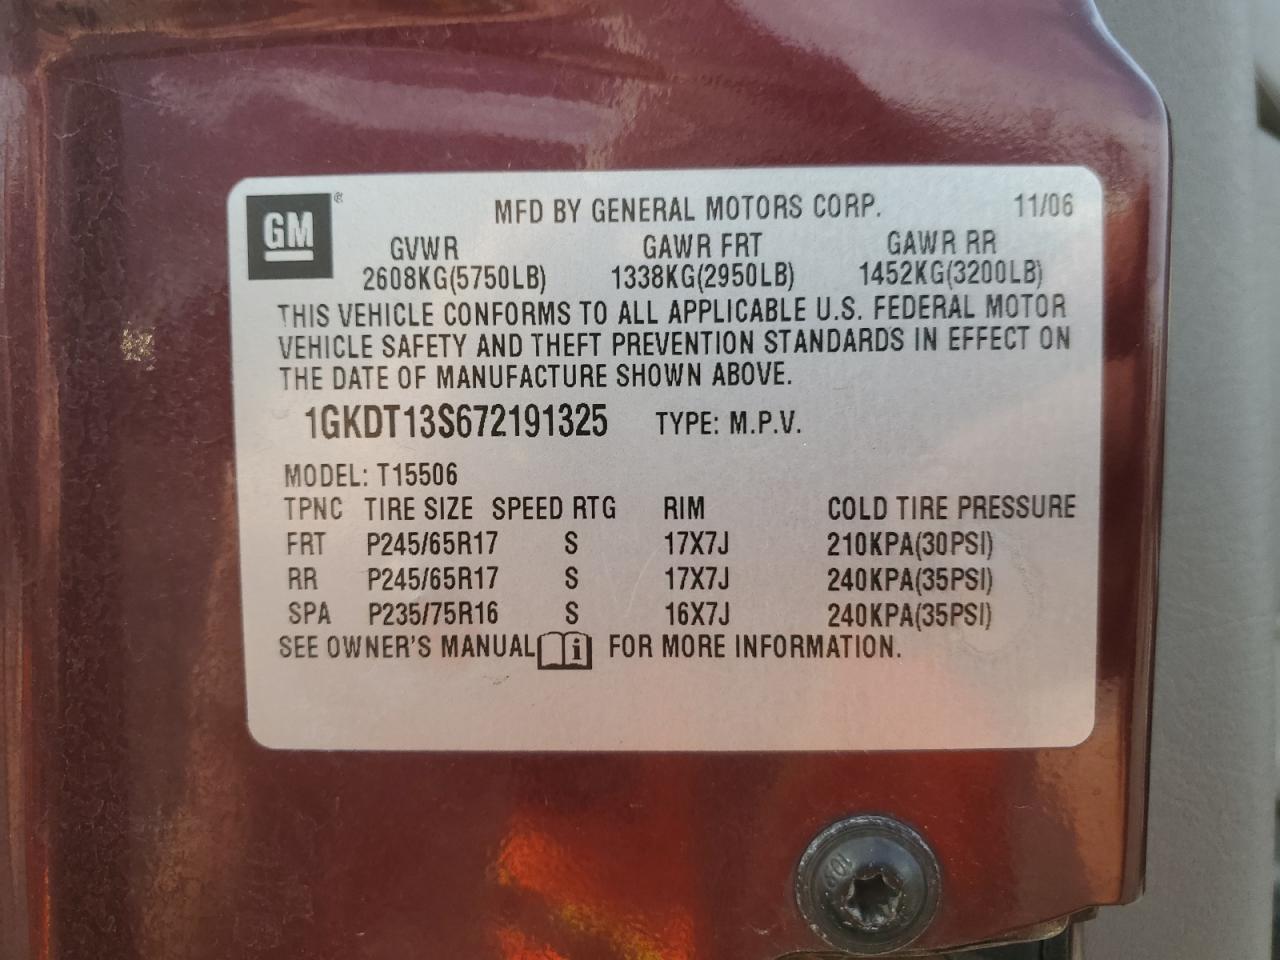 GM ®
MFD BY GENERAL MOTORS CORP. 11/06
GVWR GAWR FRT GAWR RR
2608KG(5750LB) 1338KG(2950LB) 1452KG(3200LB)
THIS VEHICLE CONFORMS TO ALL APPLICABLE U.S. FEDERAL MOTOR
VEHICLE SAFETY AND THEFT PREVENTION STANDARDS IN EFFECT ON
THE DATE OF MANUFACTURE SHOWN ABOVE.
1GKDT13S672191325 TYPE: M.P.V.
MODEL: T15506
TPNC TIRE SIZE SPEED RTG RIM COLD TIRE PRESSURE
FRT P245/65R17 S 17X7J 210KPA(30PSI)
RR P245/65R17 S 17X7J 240KPA(35PSI)
SPA P235/75R16 S 16X7J 240KPA(35PSI)
SEE OWNER'S MANUAL i FOR MORE INFORMATION.